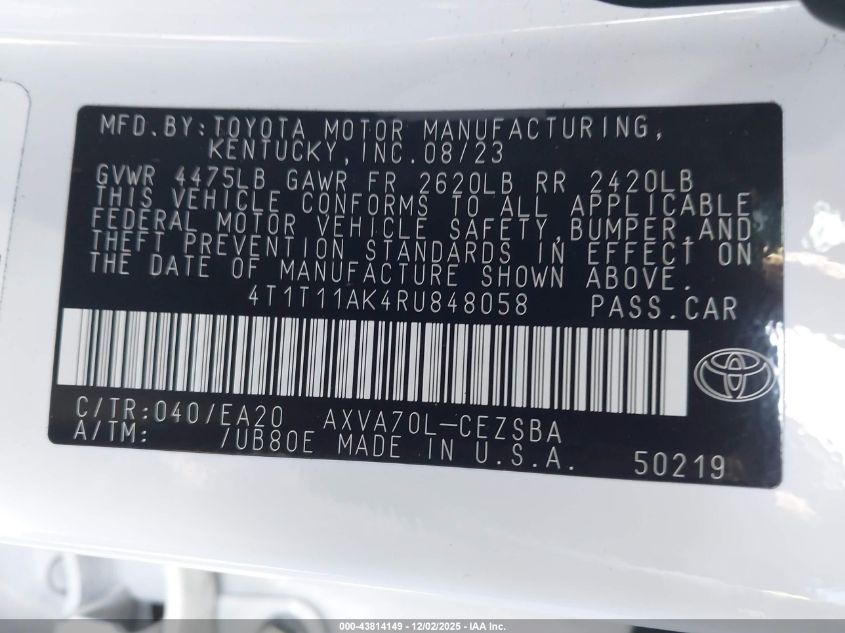 MFD.BY:TOYOTA MOTOR MANUFACTURING,
KENTUCKY,INC.08/23
GVWR 4475LB GAWR FR 2620LB RR 2420LB
THIS VEHICLE CONFORMS TO ALL APPLICABLE
FEDERAL MOTOR VEHICLE SAFETY,BUMPER,AND
THEFT PREVENTION STANDARDS IN EFFECT ON
THE DATE OF MANUFACTURE SHOWN ABOVE.
4T1T11AK4RU848058 PASS.CAR
C/TR:040/EA20 AXVA70L-CEZSBA
A/TM: /UB80E MADE IN U.S.A. 50219
000-43814149 - 12/02/2025 - IAA Inc.